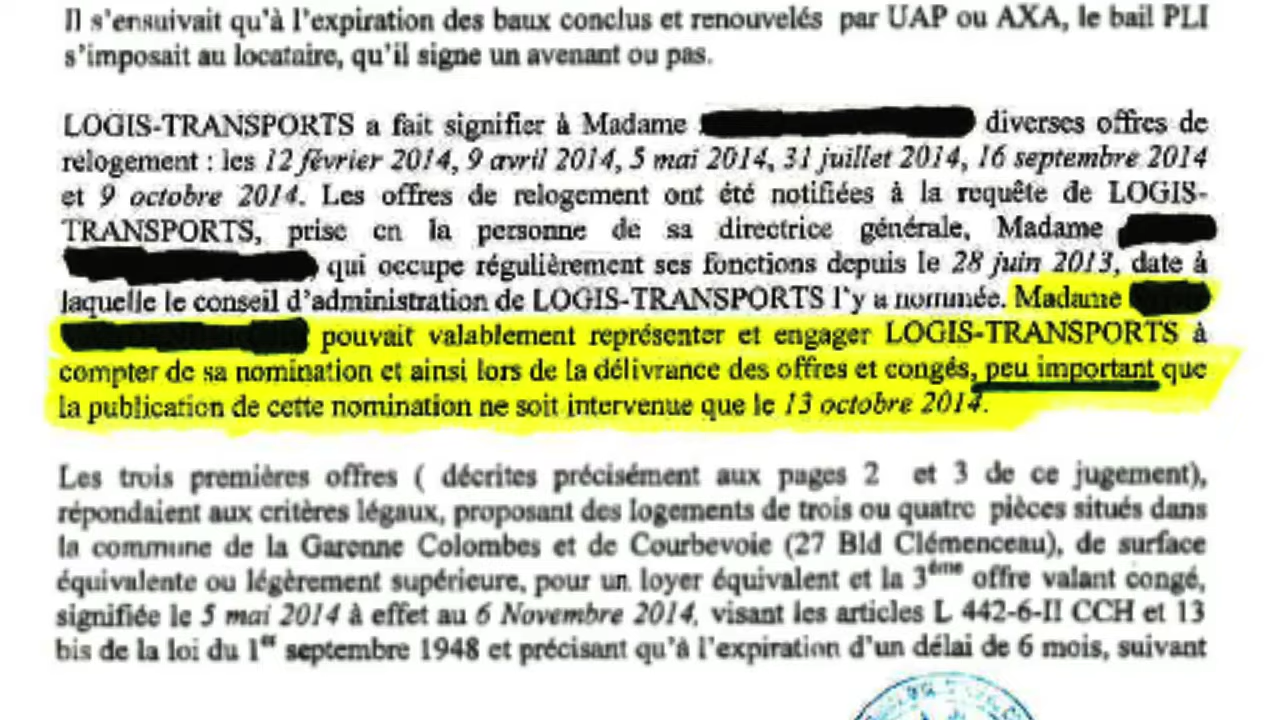 Il s'ensuivait qu'à l'expiration des baux conclus et renouvelés par UAP ou AXA, le bail PLI
s'imposait au locataire, qu'il signe un avenant ou pas.
LOGIS-TRANSPORTS a fait signifier à Madame diverses offres de
relogement : les 12 février 2014, 9 avril 2014, 5 mai 2014, 31 juillet 2014, 16 septembre 2014
et 9 octobre 2014. Les offres de relogement ont été notifiées à la requête de LOGIS-
TRANSPORTS, prise en la personne de sa directrice générale, Madame
qui occupe régulièrement ses fonctions depuis le 28 juin 2013, date à
laquelle le conseil d'administration de LOGIS-TRANSPORTS l'y a nommée. Madame
pouvait valablement représenter et engager LOGIS-TRANSPORTS à
compter de sa nomination et ainsi lors de la délivrance des offres et congés, peu important que
la publication de cette nomination ne soit intervenue que le 13 octobre 2014.
Les trois premières offres ( décrites précisément aux pages 2 et 3 de ce jugement),
répondaient aux critères légaux, proposant des logements de trois ou quatre pièces situés dans
la commune de la Garenne Colombes et de Courbevoie (27 Bld Clémenceau), de surface
équivalente ou légèrement supérieure, pour un loyer équivalent et la 3ème offre valant congé,
signifiée le 5 mai 2014 à effet au 6 Novembre 2014, visant les articles L 442-6-II CCH et 13
bis de la loi du 1er septembre 1948 et précisant qu'à l'expiration d'un délai de 6 mois, suivant